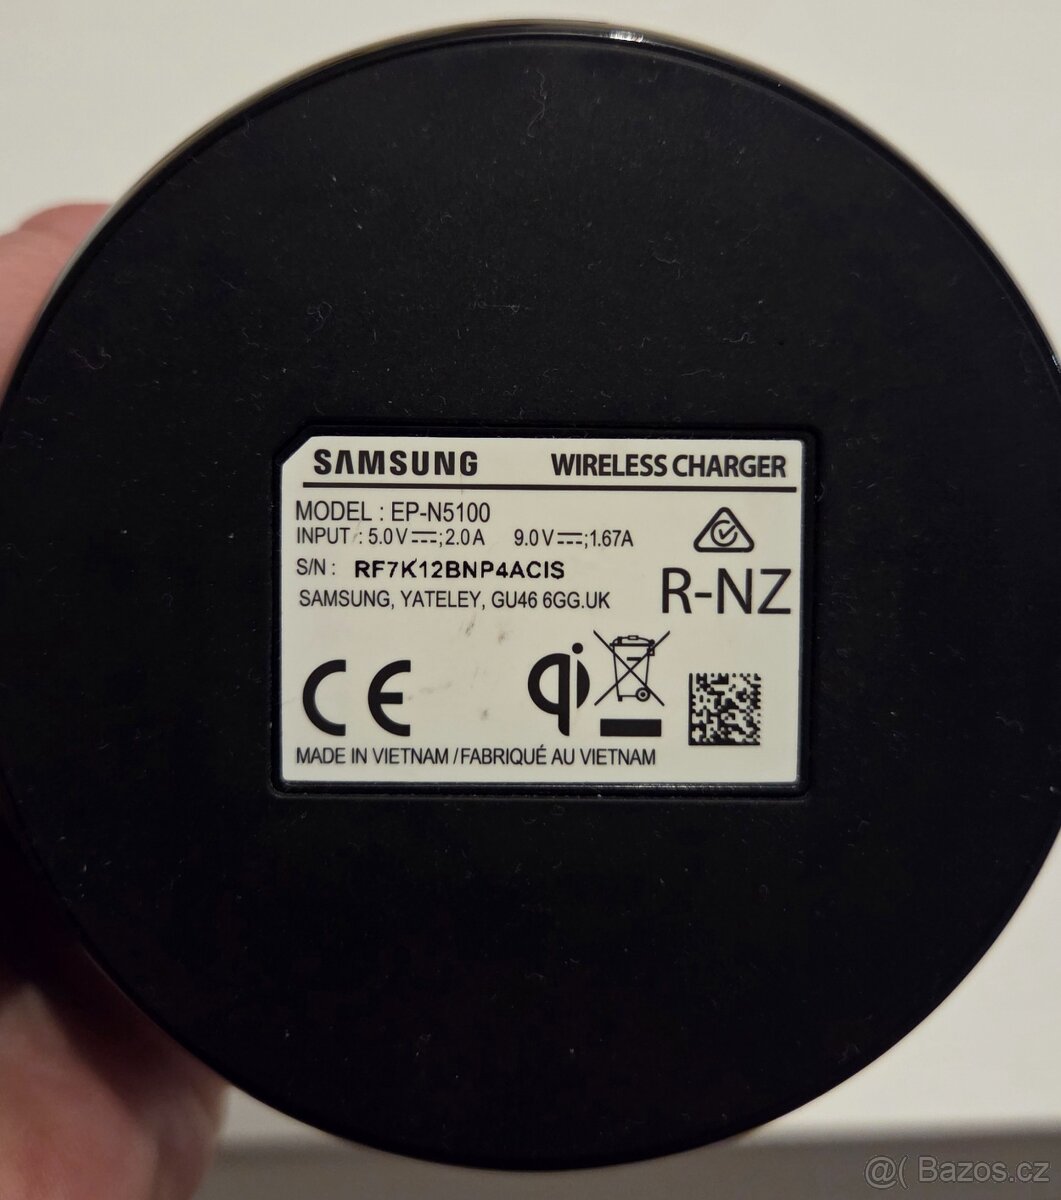 SAMSUNG WIRELESS CHARGER
MODEL : EP-N5100
INPUT : 5.0V⎓;2.0A 9.0V⎓;1.67A
S/N : RF7K12BNP4ACIS
SAMSUNG, YATELEY, GU46 6GG.UK
R-NZ
CE qi
MADE IN VIETNAM / FABRIQUÉ AU VIETNAM
@( Bazos.cz